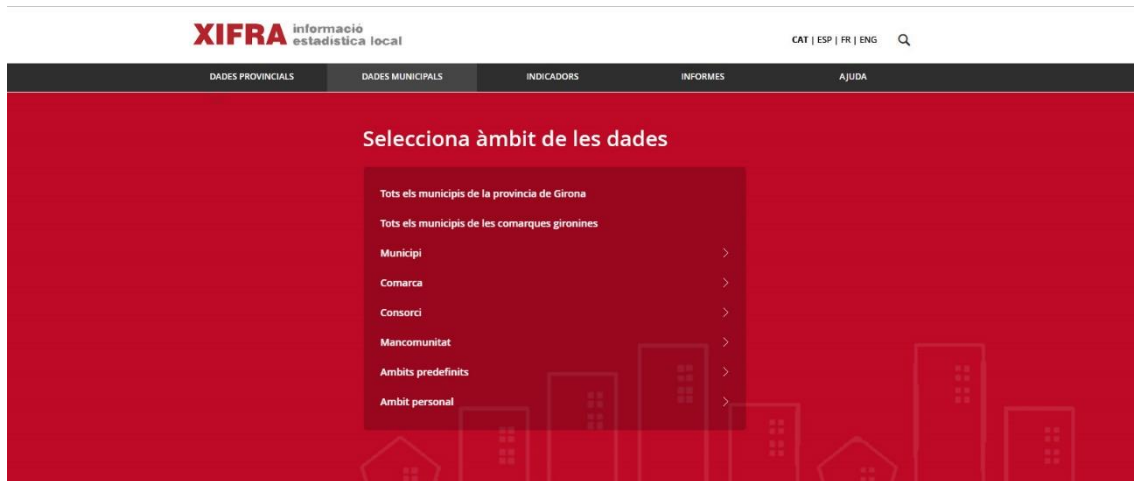 XIFRA informació
estadística local
CAT | ESP | FR | ENG
DADES PROVINCIALS DADES MUNICIPALS INDICADORS INFORMES AJUDA
Selecciona àmbit de les dades
Tots els municipis de la provincia de Girona
Tots els municipis de les comarques gironines
Municipi
Comarca
Consorci
Mancomunitat
Ambits predefinits
Ambit personal